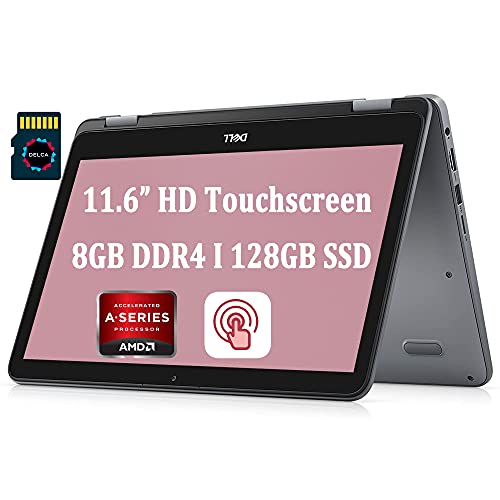 DELCA
DELL
11.6” HD Touchscreen
8GB DDR4 I 128GB SSD
ACCELERATED
A-SERIES
PROCESSOR
AMD